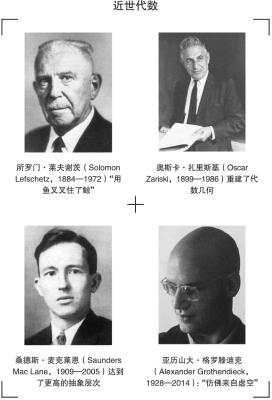 近世代数
所罗门·莱夫谢茨（Solomon
Lefschetz，1884—1972）“用
鱼叉叉住了鲸”
奥斯卡·扎里斯基（Oscar
Zariski，1899—1986）重建了代
数几何
桑德斯·麦克莱恩（Saunders
Mac Lane，1909—2005）达到
了更高的抽象层次
亚历山大·格罗滕迪克
（Alexander Grothendieck，
1928—2014）：“仿佛来自虚空”